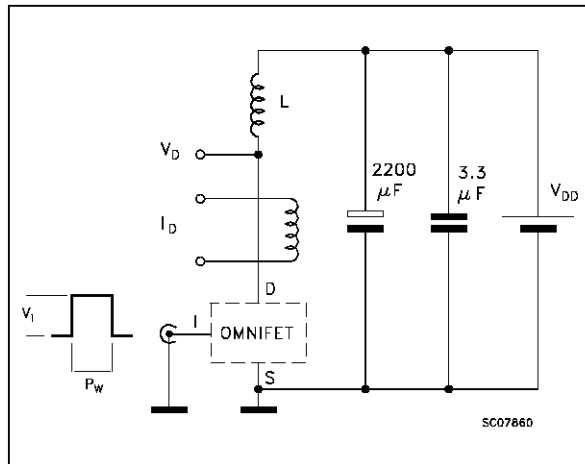 L
V_D
2200 μF
3.3 μF
V_DD
I_D
D
V_I
I
OMNIFET
P_W
S
SC07860